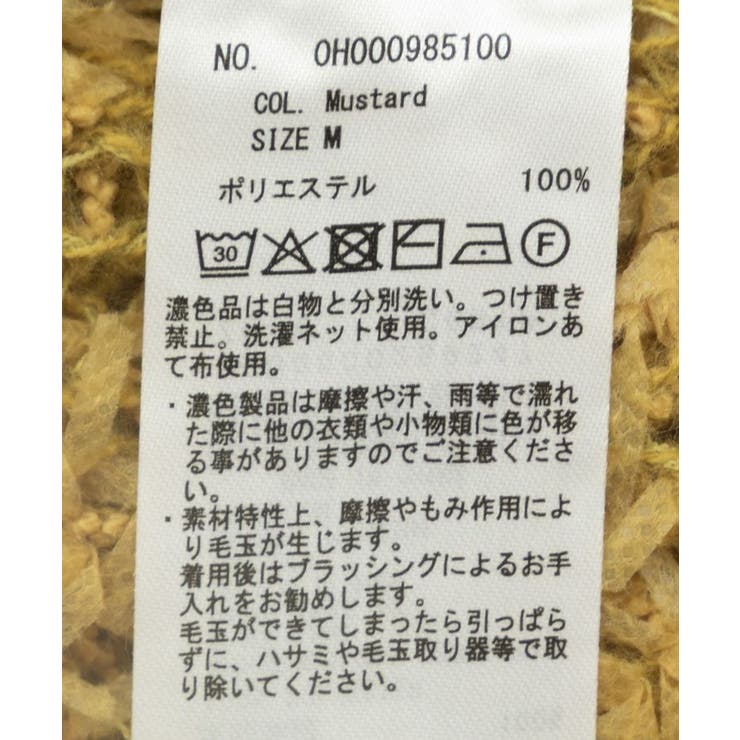 NO. 0H000985100
COL. Mustard
SIZE M
ポリエステル 100%
30 F
濃色品は白物と分別洗い。つけ置き
禁止。洗濯ネット使用。アイロンあ
て布使用。
・濃色製品は摩擦や汗、雨等で濡れ
た際に他の衣類や小物類に色が移
る事がありますのでご注意くださ
い。
・素材特性上、摩擦やもみ作用によ
り毛玉が生じます。
着用後はブラッシングによるお手
入れをお勧めします。
毛玉ができてしまったら引っぱら
ずに、ハサミや毛玉取り器等で取
り除いてください。